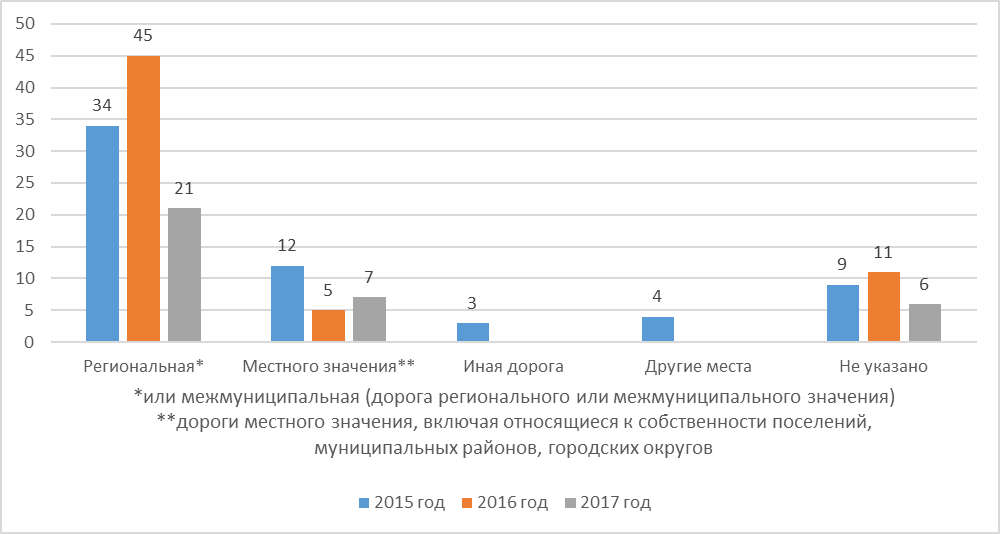 50
45
40
35
30
25
20
15
10
5
0
34
45
21
12
5
7
3
4
9
11
6
Региональная*
Местного значения**
Иная дорога
Другие места
Не указано
*или межмуниципальная (дорога регионального или межмуниципального значения)
**дороги местного значения, включая относящиеся к собственности поселений,
муниципальных районов, городских округов
2015 год
2016 год
2017 год